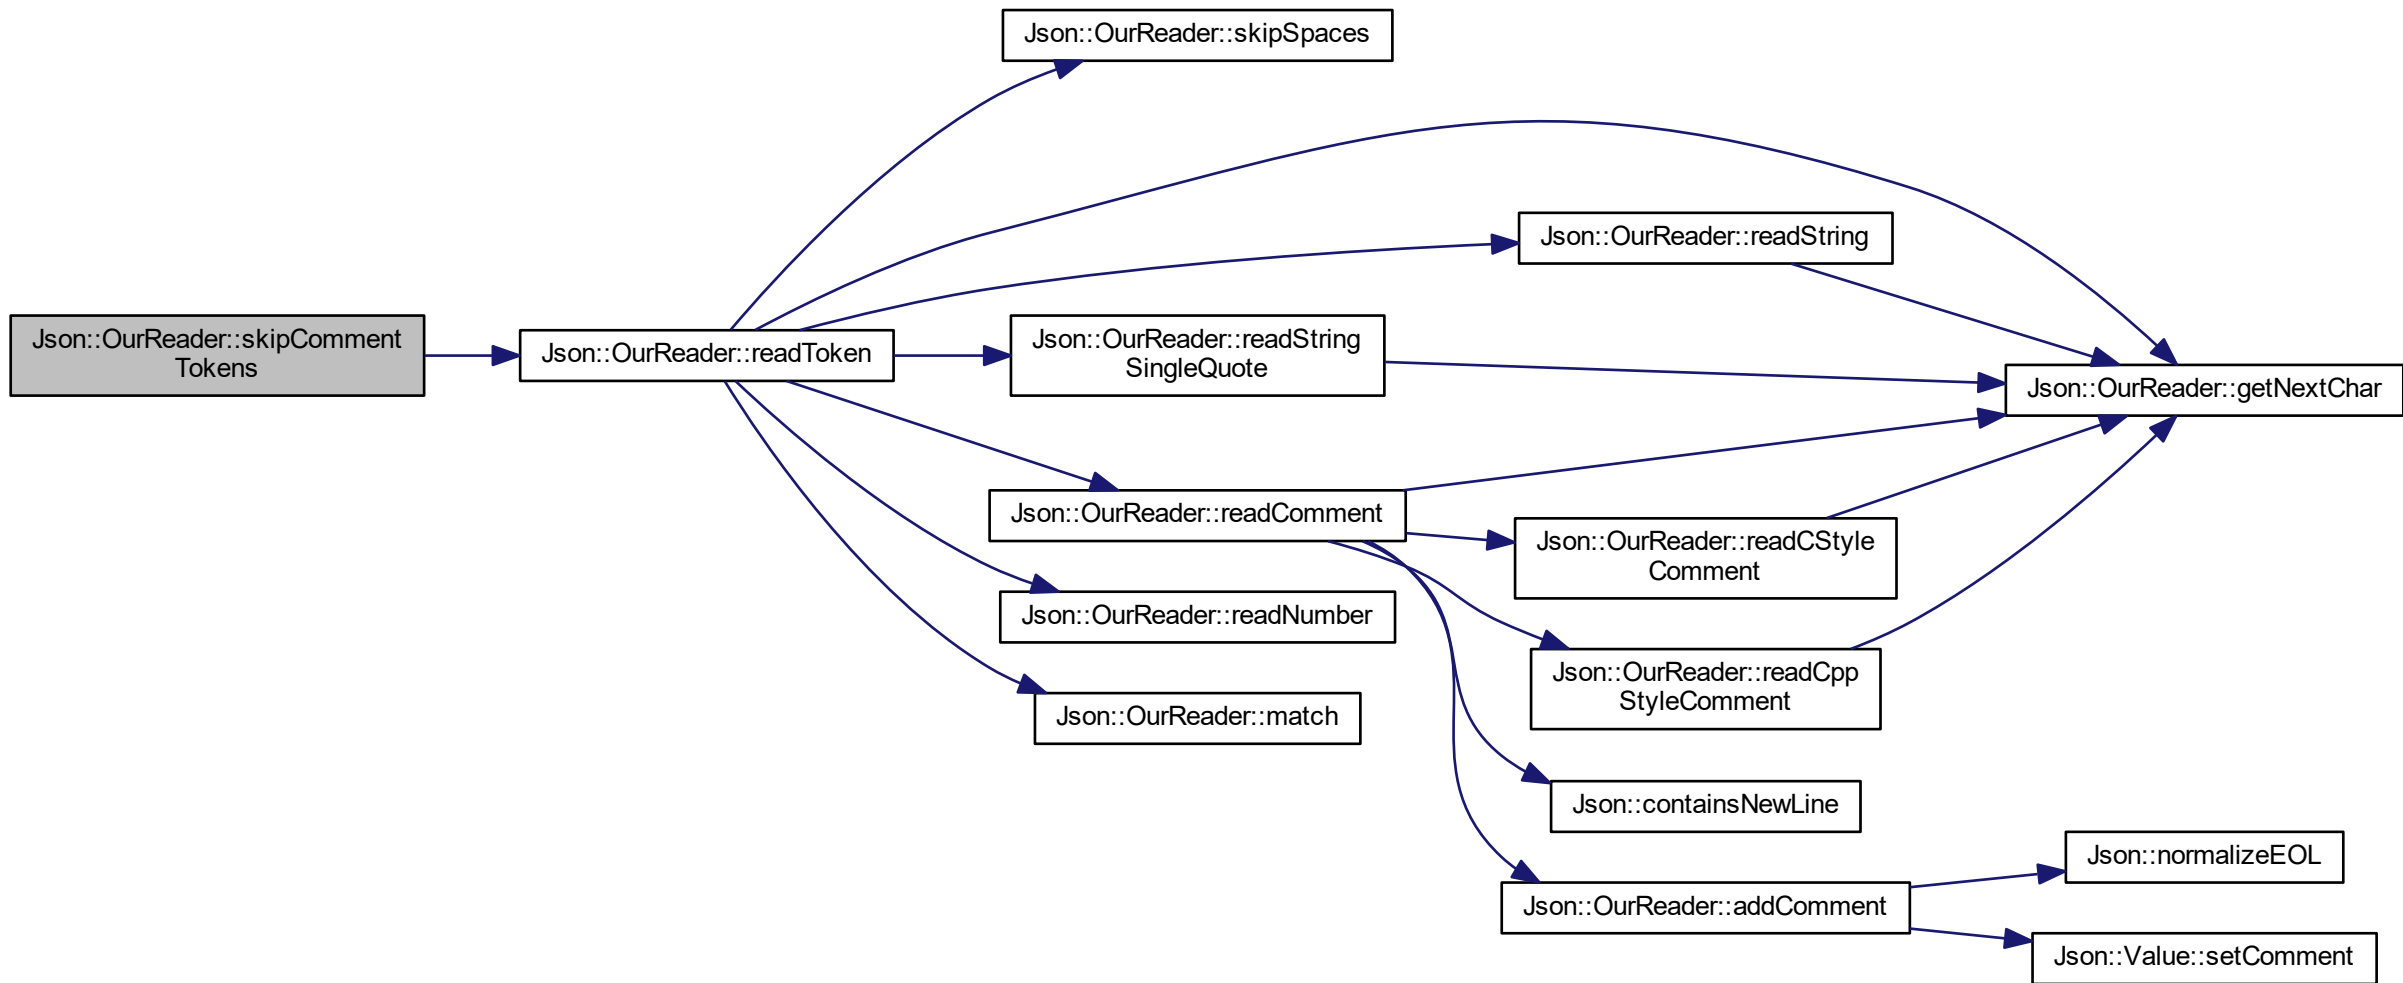 Json::OurReader::skipSpaces
Json::OurReader::readString
Json::OurReader::skipComment
Tokens
Json::OurReader::readToken
Json::OurReader::readString
SingleQuote
Json::OurReader::getNextChar
Json::OurReader::readComment
Json::OurReader::readCStyle
Comment
Json::OurReader::readNumber
Json::OurReader::readCpp
StyleComment
Json::OurReader::match
Json::containsNewLine
Json::normalizeEOL
Json::OurReader::addComment
Json::Value::setComment